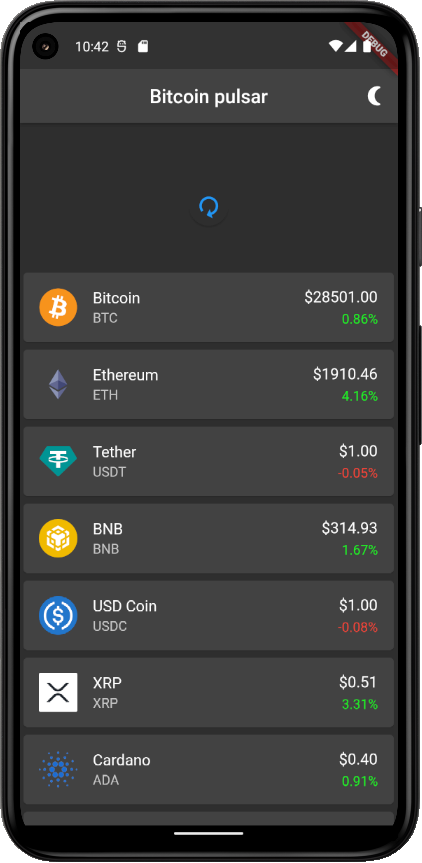 10:42
DEBUG
Bitcoin pulsar
Bitcoin $28501.00
BTC 0.86%
Ethereum $1910.46
ETH 4.16%
Tether $1.00
USDT -0.05%
BNB $314.93
BNB 1.67%
USD Coin $1.00
USDC -0.08%
XRP $0.51
XRP 3.31%
Cardano $0.40
ADA 0.91%